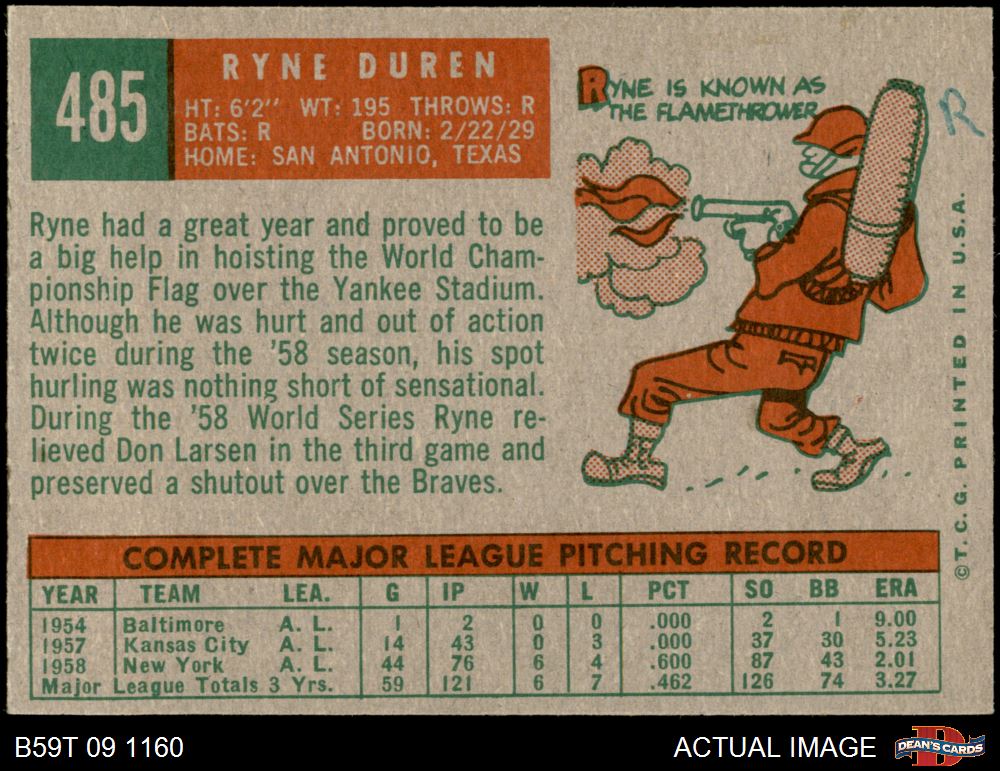 485
RYNE DUREN
HT: 6'2" WT: 195 THROWS: R
BATS: R BORN: 2/22/29
HOME: SAN ANTONIO, TEXAS
RYNE IS KNOWN AS
THE FLAMETHROWER
R
Ryne had a great year and proved to be
a big help in hoisting the World Cham-
pionship Flag over the Yankee Stadium.
Although he was hurt and out of action
twice during the '58 season, his spot
hurling was nothing short of sensational.
During the '58 World Series Ryne re-
lieved Don Larsen in the third game and
preserved a shutout over the Braves.
©T.C.G. PRINTED IN U.S.A.
COMPLETE MAJOR LEAGUE PITCHING RECORD
YEAR TEAM LEA. G IP W L PCT SO BB ERA
1954 Baltimore A. L. 1 2 0 0 .000 2 1 9.00
1957 Kansas City A. L. 14 43 0 3 .000 37 30 5.23
1958 New York A. L. 44 76 6 4 .600 87 43 2.01
Major League Totals 3 Yrs. 59 121 6 7 .462 126 74 3.27
B59T 09 1160
ACTUAL IMAGE
DEAN'S CARDS